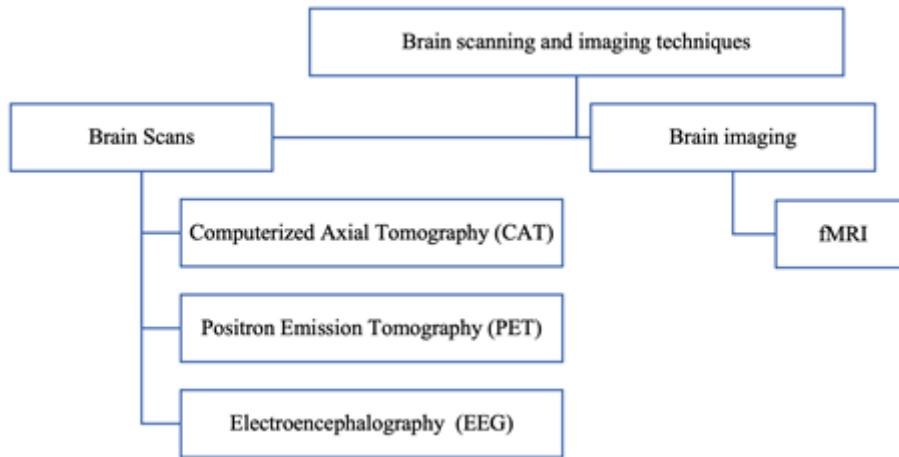 Brain scanning and imaging techniques
Brain Scans
Brain imaging
Computerized Axial Tomography (CAT)
fMRI
Positron Emission Tomography (PET)
Electroencephalography (EEG)